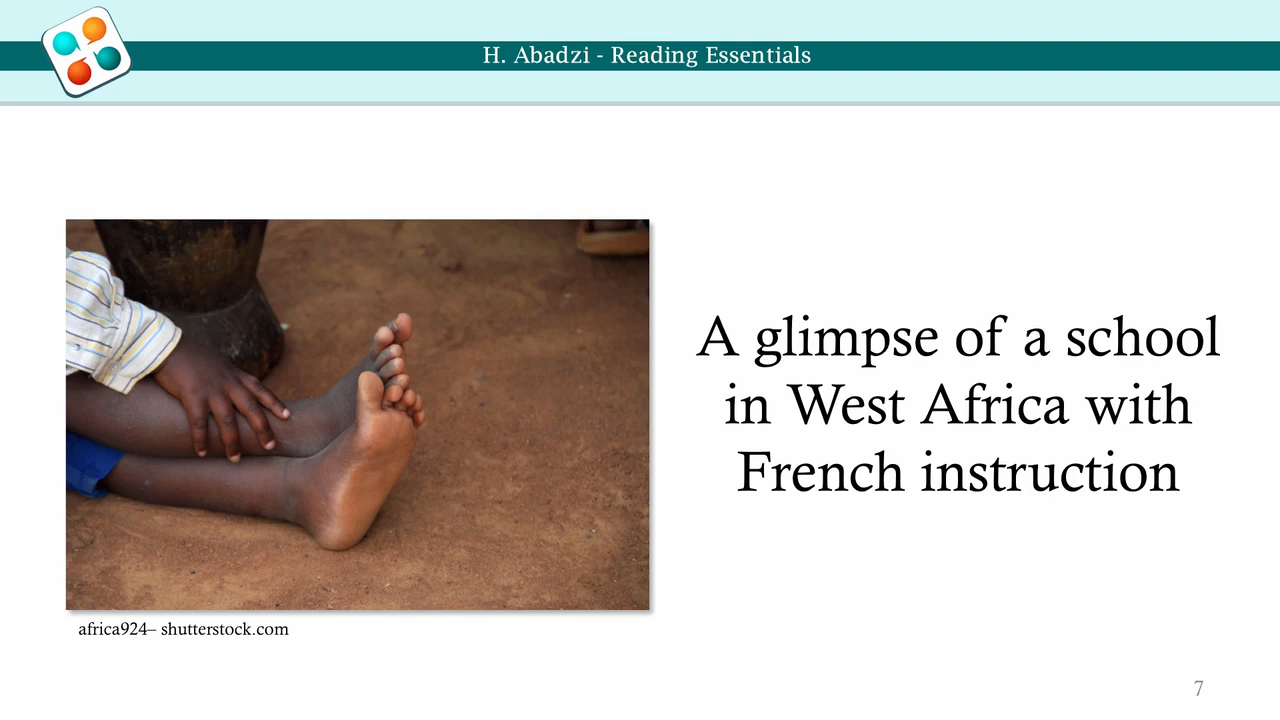 H. Abadzi - Reading Essentials
A glimpse of a school
in West Africa with
French instruction
africa924– shutterstock.com
7